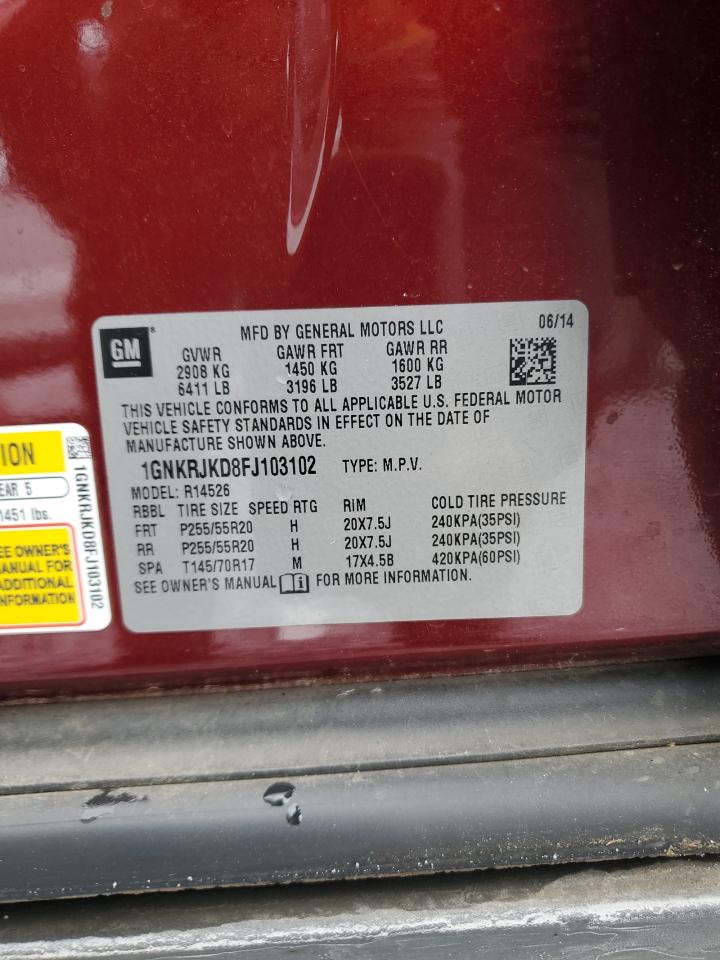 GM
MFD BY GENERAL MOTORS LLC 06/14
GVWR GAWR FRT GAWR RR
2908 KG 1450 KG 1600 KG
6411 LB 3196 LB 3527 LB
THIS VEHICLE CONFORMS TO ALL APPLICABLE U.S. FEDERAL MOTOR
VEHICLE SAFETY STANDARDS IN EFFECT ON THE DATE OF
MANUFACTURE SHOWN ABOVE.
1GNKRJKD8FJ103102 TYPE: M.P.V.
MODEL: R14526
RBBL TIRE SIZE SPEED RTG RIM COLD TIRE PRESSURE
FRT P255/55R20 H 20X7.5J 240KPA(35PSI)
RR P255/55R20 H 20X7.5J 240KPA(35PSI)
SPA T145/70R17 M 17X4.5B 420KPA(60PSI)
SEE OWNER'S MANUAL i FOR MORE INFORMATION.
ION
EAR 5
1451 lbs.
EE OWNER'S
MANUAL FOR
ADDITIONAL
NFORMATION
1GNKRJKD8FJ103102